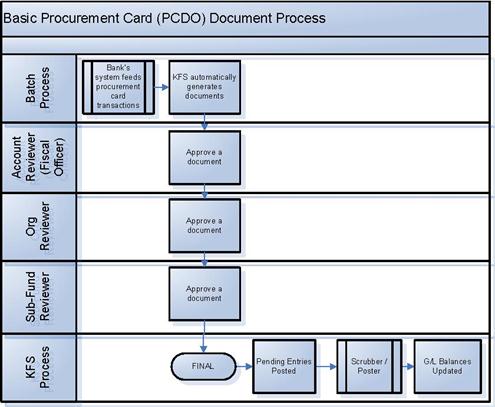 Basic Procurement Card (PCDO) Document Process
Batch
Process
Bank's
system feeds
procurement
card
transactions
KFS automatically
generates
documents
Account
Reviewer
(Fiscal
Officer)
Approve a
document
Org
Reviewer
Approve a
document
Sub-Fund
Reviewer
Approve a
document
KFS
Process
FINAL
Pending Entries
Posted
Scrubber /
Poster
G/L Balances
Updated